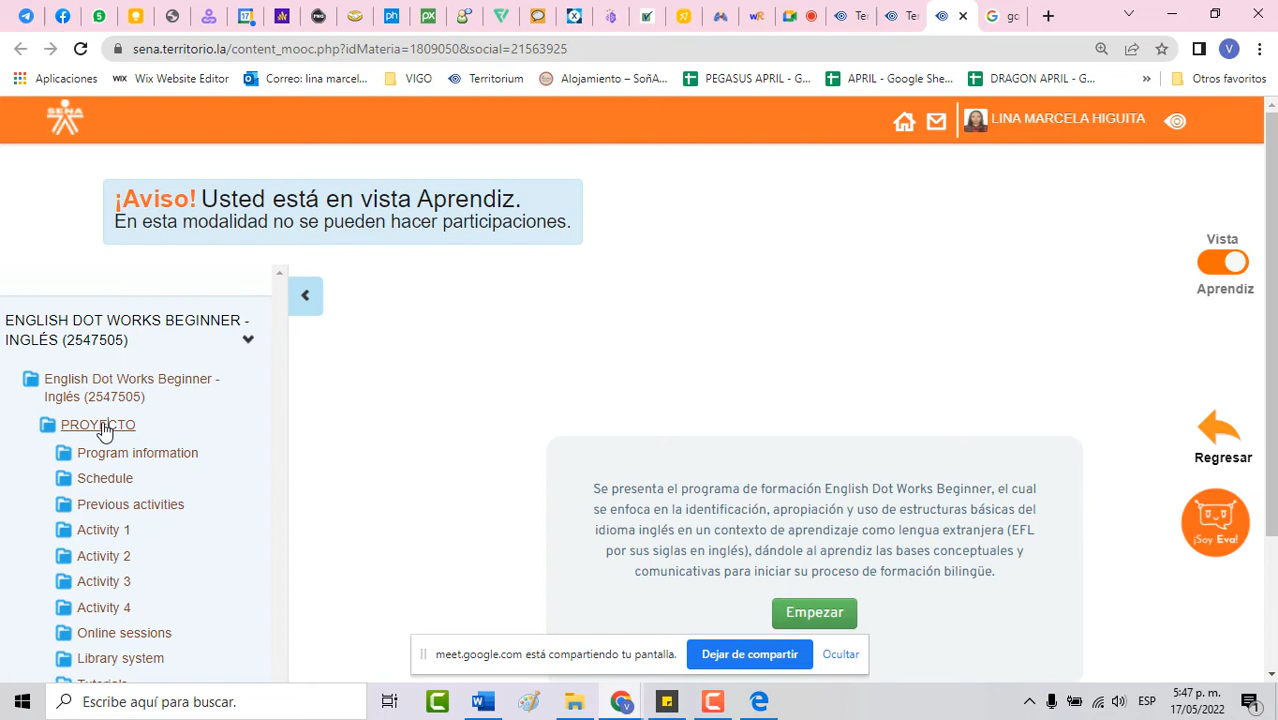 gc
sena.territorio.la/content_mooc.php?idMateria=1809050&social=21563925
Aplicaciones
Wix Website Editor
Correo: lina marcel...
VIGO
Territorium
Alojamiento – SoñA...
PEGASUS APRIL - G...
APRIL - Google She...
DRAGON APRIL - G...
Otros favoritos
SENA
LINA MARCELA HIGUITA
¡Aviso! Usted está en vista Aprendiz.
En esta modalidad no se pueden hacer participaciones.
Vista
Aprendiz
ENGLISH DOT WORKS BEGINNER -
INGLÉS (2547505)
English Dot Works Beginner -
Inglés (2547505)
PROYECTO
Program information
Schedule
Previous activities
Activity 1
Activity 2
Activity 3
Activity 4
Online sessions
Library system
Regresar
¡Soy Eva!
Se presenta el programa de formación English Dot Works Beginner, el cual
se enfoca en la identificación, apropiación y uso de estructuras básicas del
idioma inglés en un contexto de aprendizaje como lengua extranjera (EFL
por sus siglas en inglés), dándole al aprendiz las bases conceptuales y
comunicativas para iniciar su proceso de formación bilingüe.
Empezar
meet.google.com está compartiendo tu pantalla.
Dejar de compartir
Ocultar
Escribe aquí para buscar.
ESP
5:47 p. m.
17/05/2022